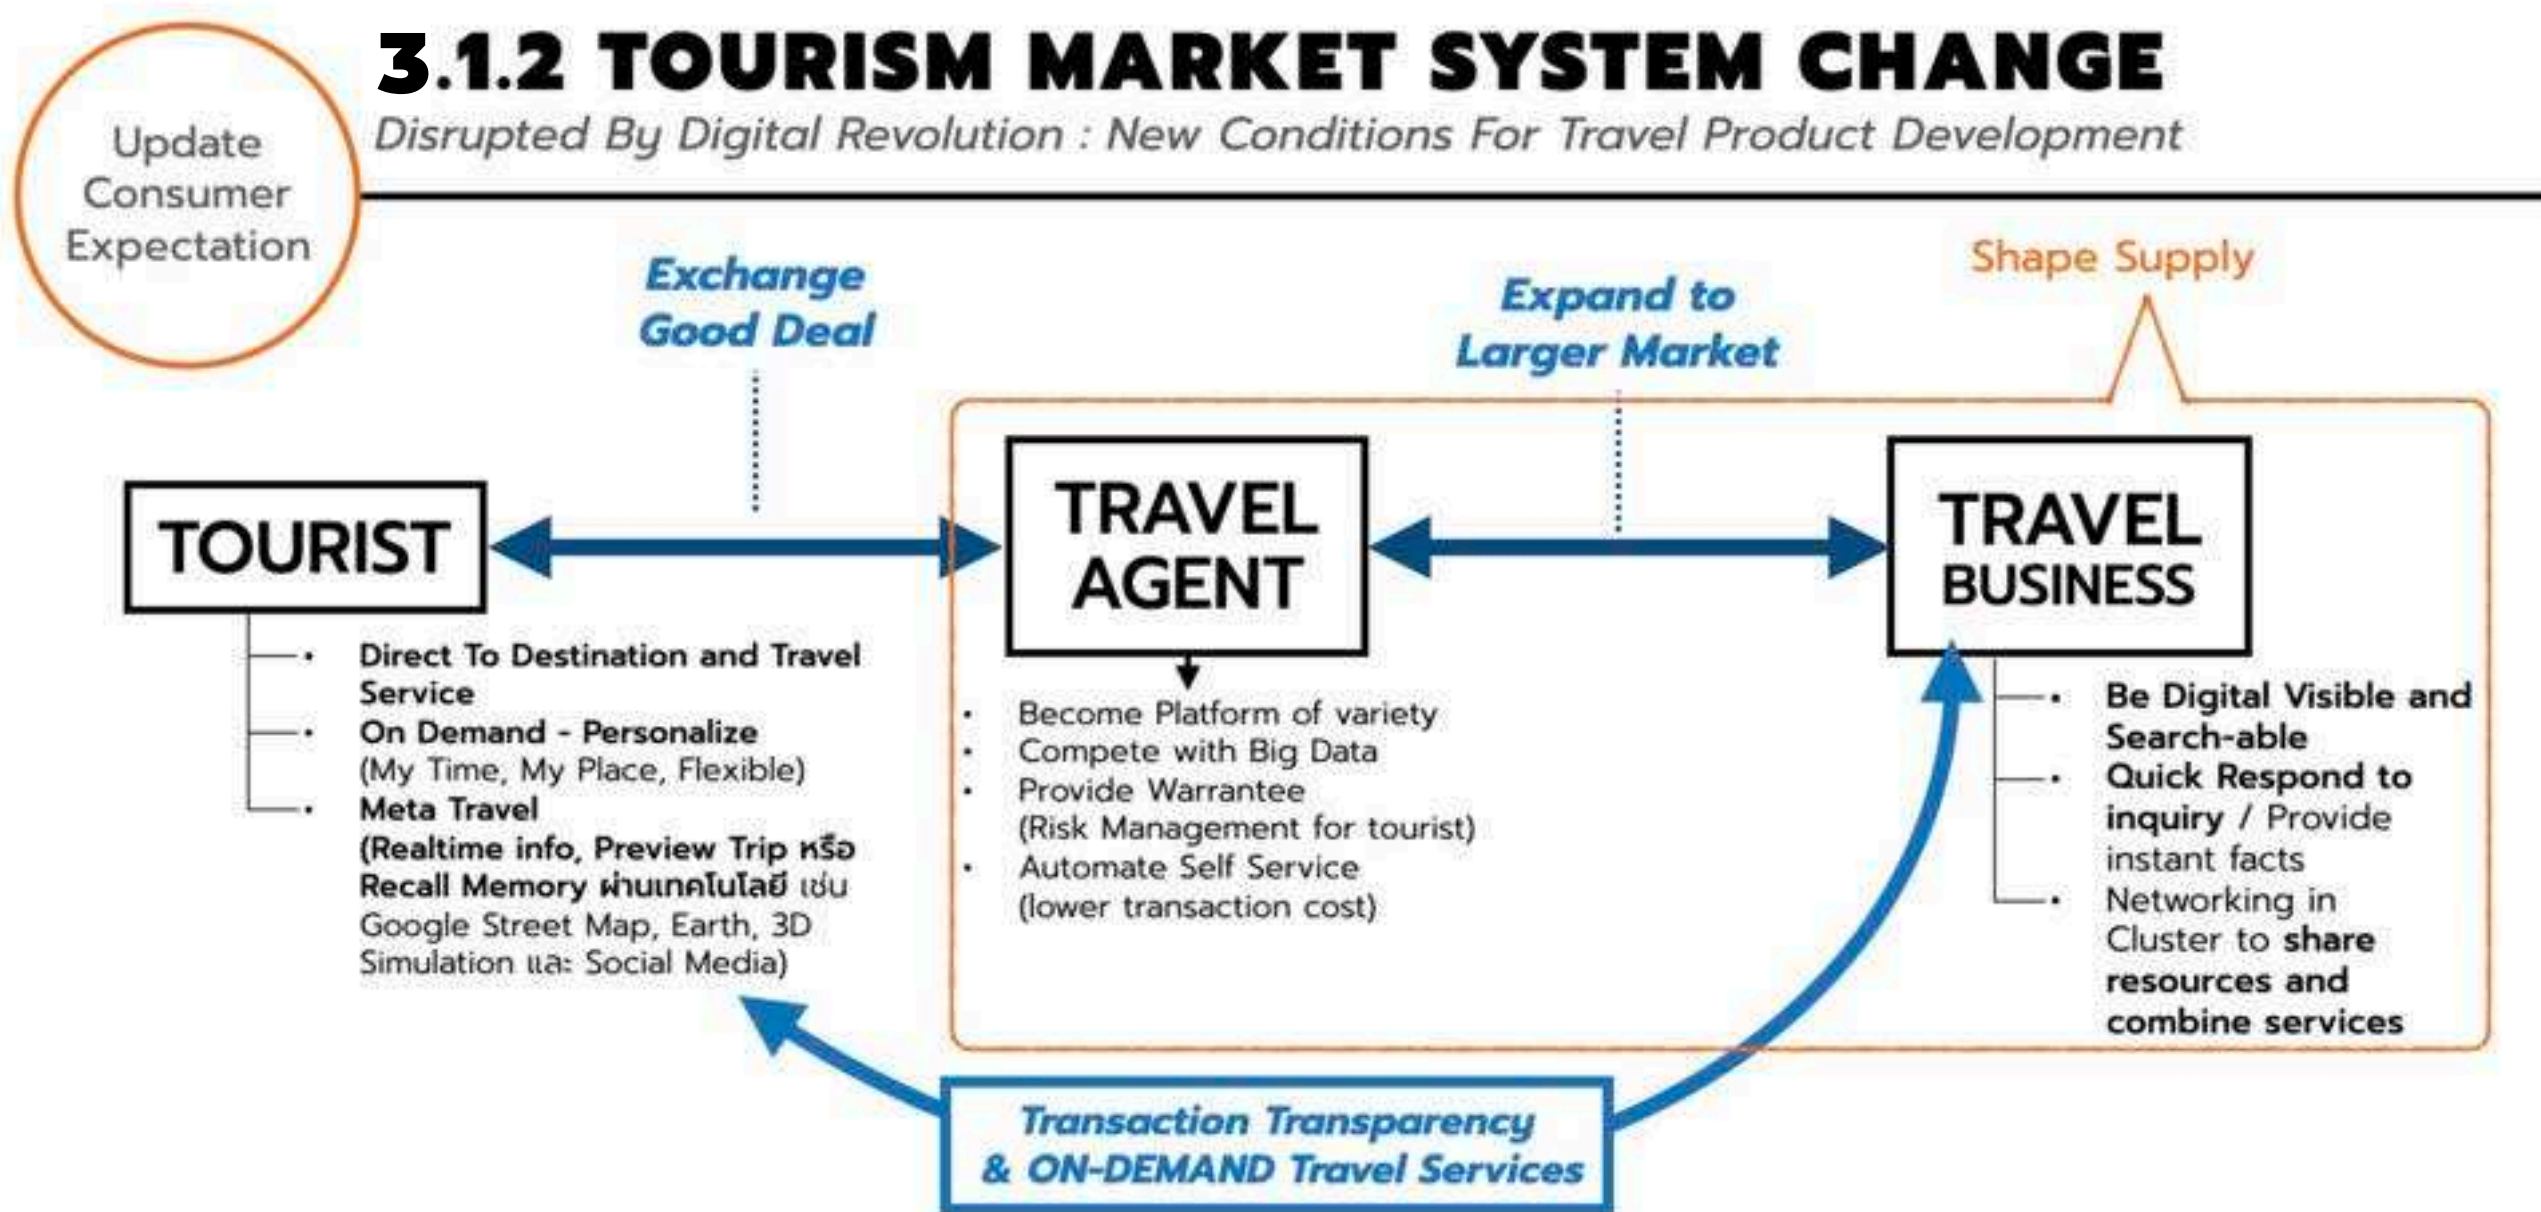 3.1.2 TOURISM MARKET SYSTEM CHANGE
Disrupted By Digital Revolution : New Conditions For Travel Product Development
Update
Consumer
Expectation
Exchange
Good Deal
Expand to
Larger Market
Shape Supply
TOURIST
• Direct To Destination and Travel
Service
• On Demand - Personalize
(My Time, My Place, Flexible)
• Meta Travel
(Realtime info, Preview Trip หรือ
Recall Memory ผ่านเทคโนโลยี เช่น
Google Street Map, Earth, 3D
Simulation และ Social Media)
TRAVEL
AGENT
• Become Platform of variety
• Compete with Big Data
• Provide Warrantee
(Risk Management for tourist)
• Automate Self Service
(lower transaction cost)
TRAVEL
BUSINESS
• Be Digital Visible and
Search-able
• Quick Respond to
inquiry / Provide
instant facts
• Networking in
Cluster to share
resources and
combine services
Transaction Transparency
& ON-DEMAND Travel Services